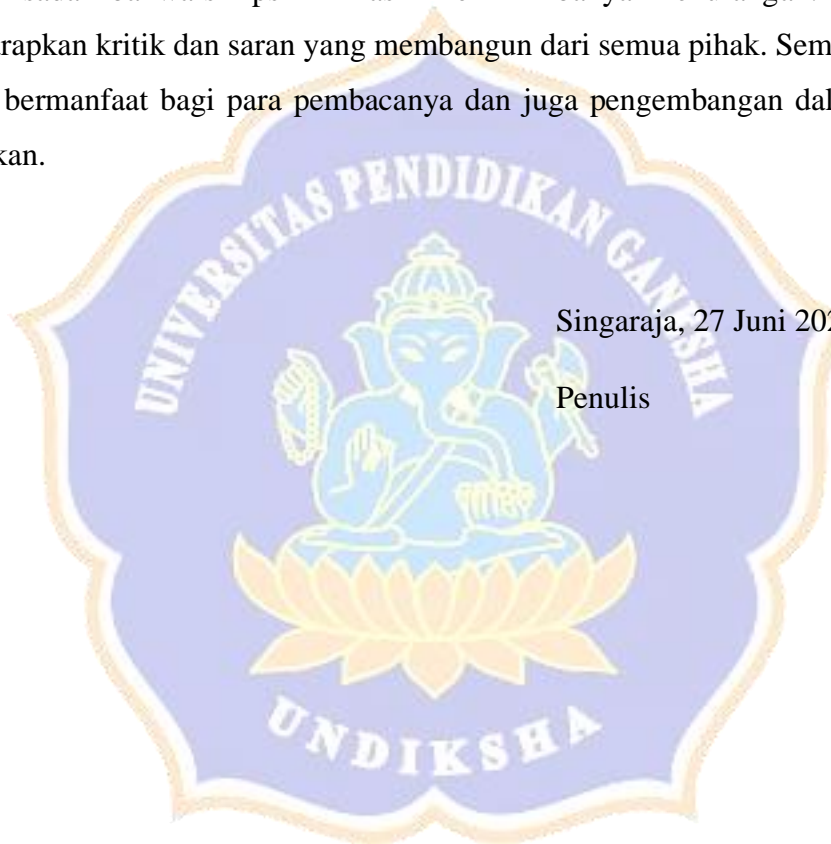 rapkan kritik dan saran yang membangun dari semua pihak. Sem
bermanfaat bagi para pembacanya dan juga pengembangan dal
kan.
UNIVERSITAS PENDIDIKAN GANESHA
Singaraja, 27 Juni 202
Penulis
UNDIKSHA